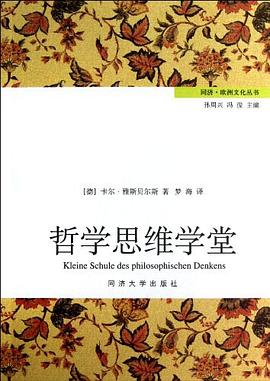 同济·欧洲文化丛书
孙周兴 冯俊 主编
［德］卡尔·雅斯贝尔斯 著 梦海 译
哲学思维学堂
Kleine Schule des philosophischen Denkens
同济大学出版社